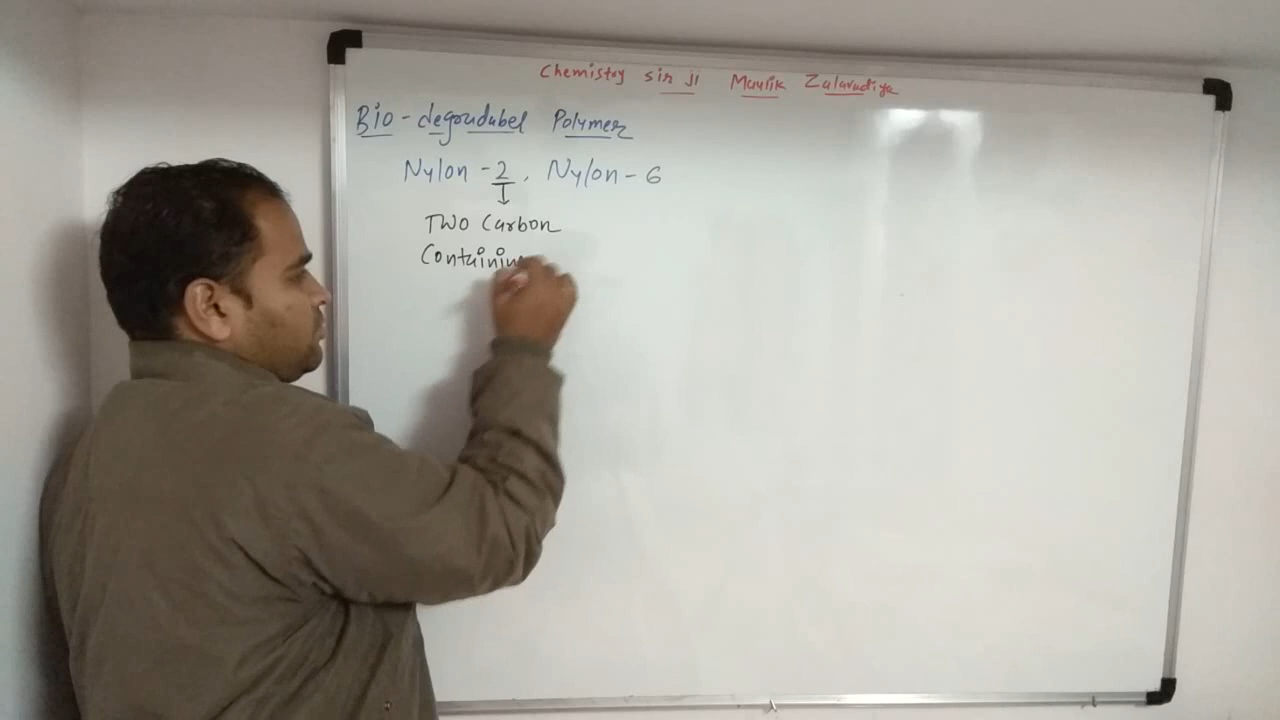 Chemistry sir ji Maulik Zalavadiya
Bio-degradabel Polymer
Nylon-2, Nylon-6
Two Carbon
Containing